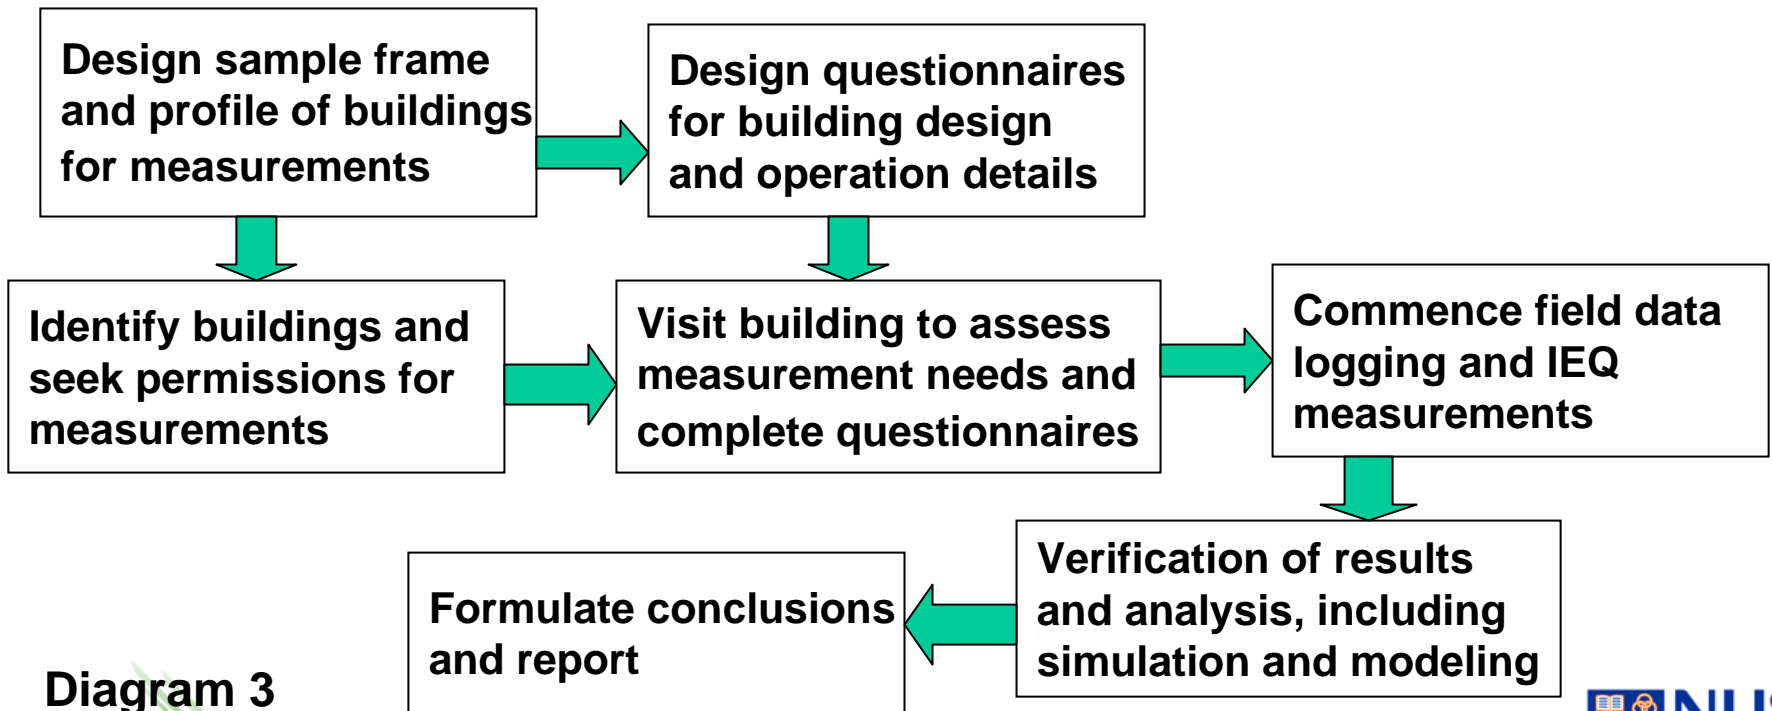 Design sample frame
and profile of buildings
for measurements
Design questionnaires
for building design
and operation details
Identify buildings and
seek permissions for
measurements
Visit building to assess
measurement needs and
complete questionnaires
Commence field data
logging and IEQ
measurements
Verification of results
and analysis, including
simulation and modeling
Formulate conclusions
and report
Diagram 3